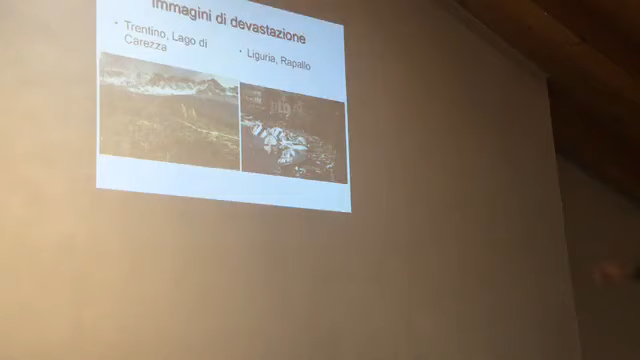 Immagini di devastazione
• Trentino, Lago di
Carezza
• Liguria, Rapallo